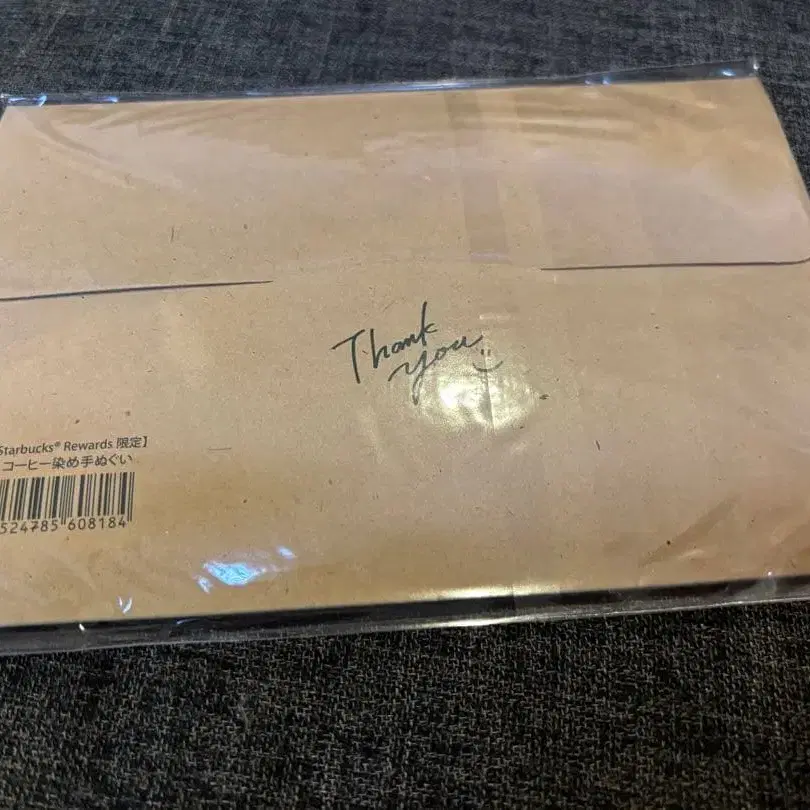 Thank
you
Starbucks® Rewards 限定】
コーヒー染め手ぬぐい
524785 608184